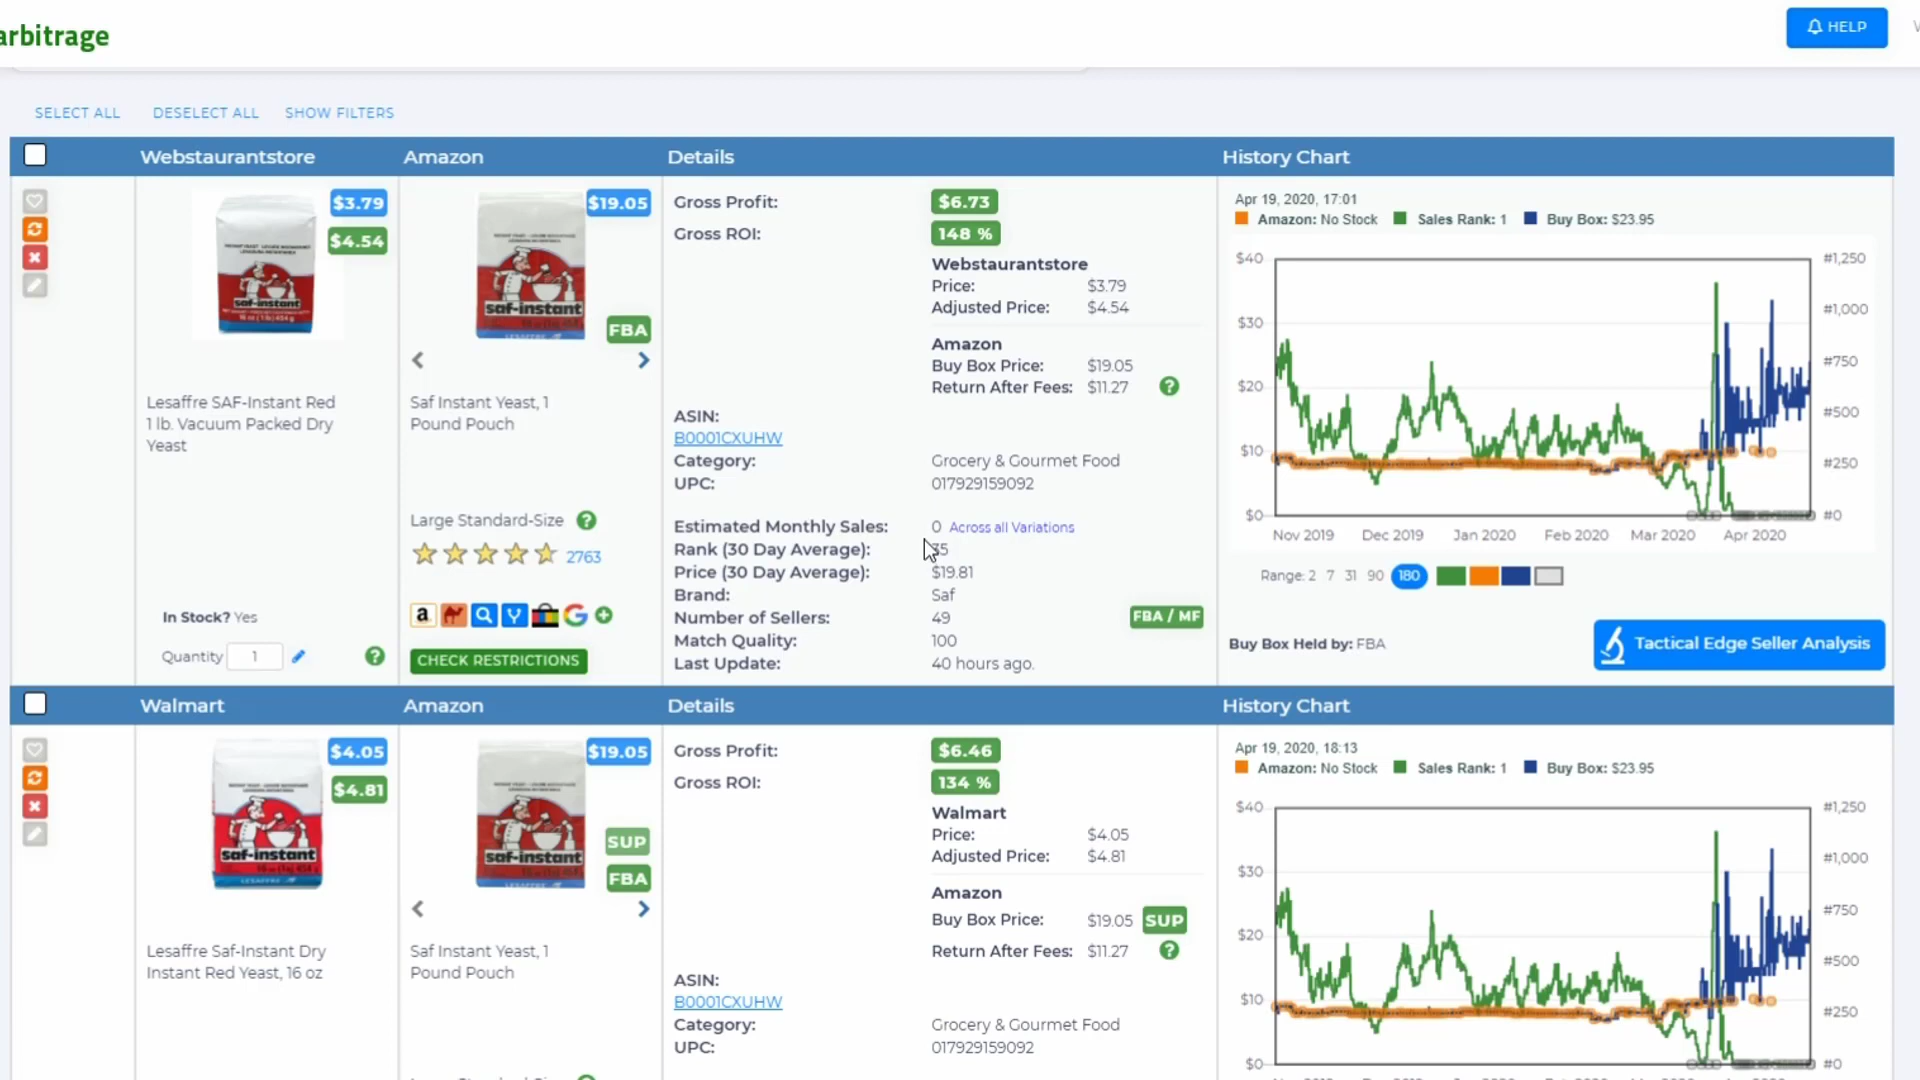 arbitrage
HELP
SELECT ALL DESELECT ALL SHOW FILTERS
Webstaurantstore Amazon Details History Chart
$3.79
$4.54
saf-instant
Lesaffre SAF-Instant Red
1 lb. Vacuum Packed Dry
Yeast
In Stock? Yes
Quantity 1
$19.05
saf-instant
FBA
Saf Instant Yeast, 1
Pound Pouch
Large Standard-Size
2763
CHECK RESTRICTIONS
Gross Profit: $6.73
Gross ROI: 148 %
Webstaurantstore
Price: $3.79
Adjusted Price: $4.54
Amazon
Buy Box Price: $19.05
Return After Fees: $11.27
ASIN:
B0001CXUHW
Category: Grocery & Gourmet Food
UPC: 017929159092
Estimated Monthly Sales: 0 Across all Variations
Rank (30 Day Average): 35
Price (30 Day Average): $19.81
Brand: Saf
Number of Sellers: 49 FBA / MF
Match Quality: 100
Last Update: 40 hours ago.
Apr 19, 2020, 17:01
Amazon: No Stock Sales Rank: 1 Buy Box: $23.95
$40 #1,250
#1,000
$30
#750
$20
#500
$10 #250
$0 #0
Nov 2019 Dec 2019 Jan 2020 Feb 2020 Mar 2020 Apr 2020
Range: 2 7 31 90 180
Buy Box Held by: FBA
Tactical Edge Seller Analysis
Walmart Amazon Details History Chart
$4.05
$4.81
saf-instant
Lesaffre Saf-Instant Dry
Instant Red Yeast, 16 oz
$19.05
SUP
saf-instant
FBA
Saf Instant Yeast, 1
Pound Pouch
Gross Profit: $6.46
Gross ROI: 134 %
Walmart
Price: $4.05
Adjusted Price: $4.81
Amazon
Buy Box Price: $19.05 SUP
Return After Fees: $11.27
ASIN:
B0001CXUHW
Category: Grocery & Gourmet Food
UPC: 017929159092
Apr 19, 2020, 18:13
Amazon: No Stock Sales Rank: 1 Buy Box: $23.95
$40 #1,250
#1,000
$30
#750
$20
#500
$10 #250
$0 #0